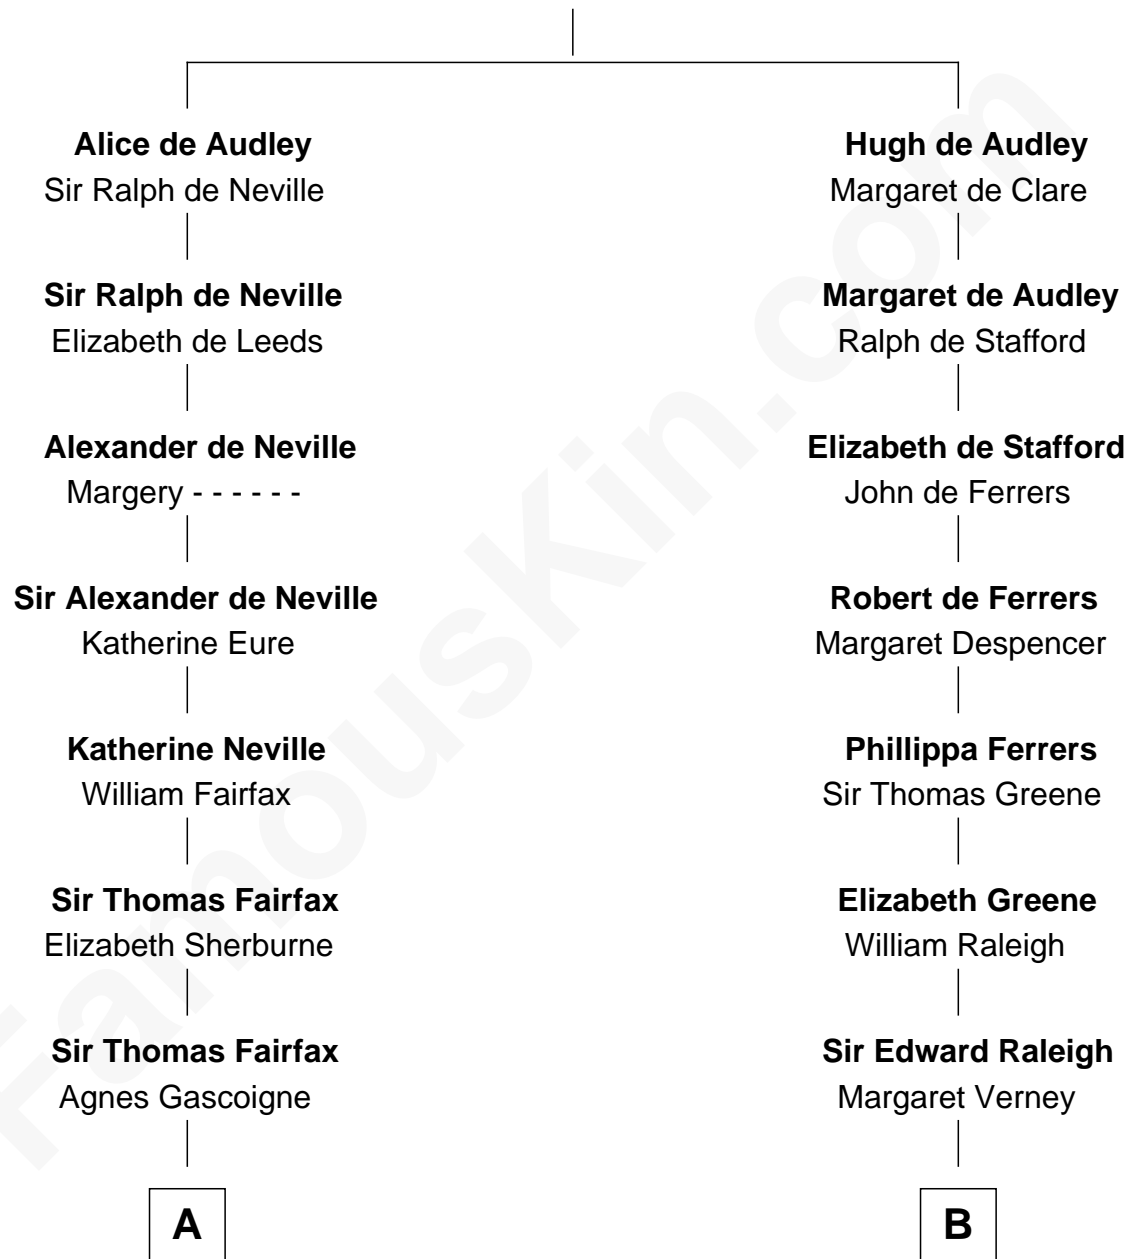 Alice de Audley
Sir Ralph de Neville
Hugh de Audley
Margaret de Clare
Sir Ralph de Neville
Elizabeth de Leeds
Margaret de Audley
Ralph de Stafford
Alexander de Neville
Margery - - - - - -
Elizabeth de Stafford
John de Ferrers
Sir Alexander de Neville
Katherine Eure
Robert de Ferrers
Margaret Despencer
Katherine Neville
William Fairfax
Phillippa Ferrers
Sir Thomas Greene
Sir Thomas Fairfax
Elizabeth Sherburne
Elizabeth Greene
William Raleigh
Sir Thomas Fairfax
Agnes Gascoigne
Sir Edward Raleigh
Margaret Verney
A
B
FamousKin.com